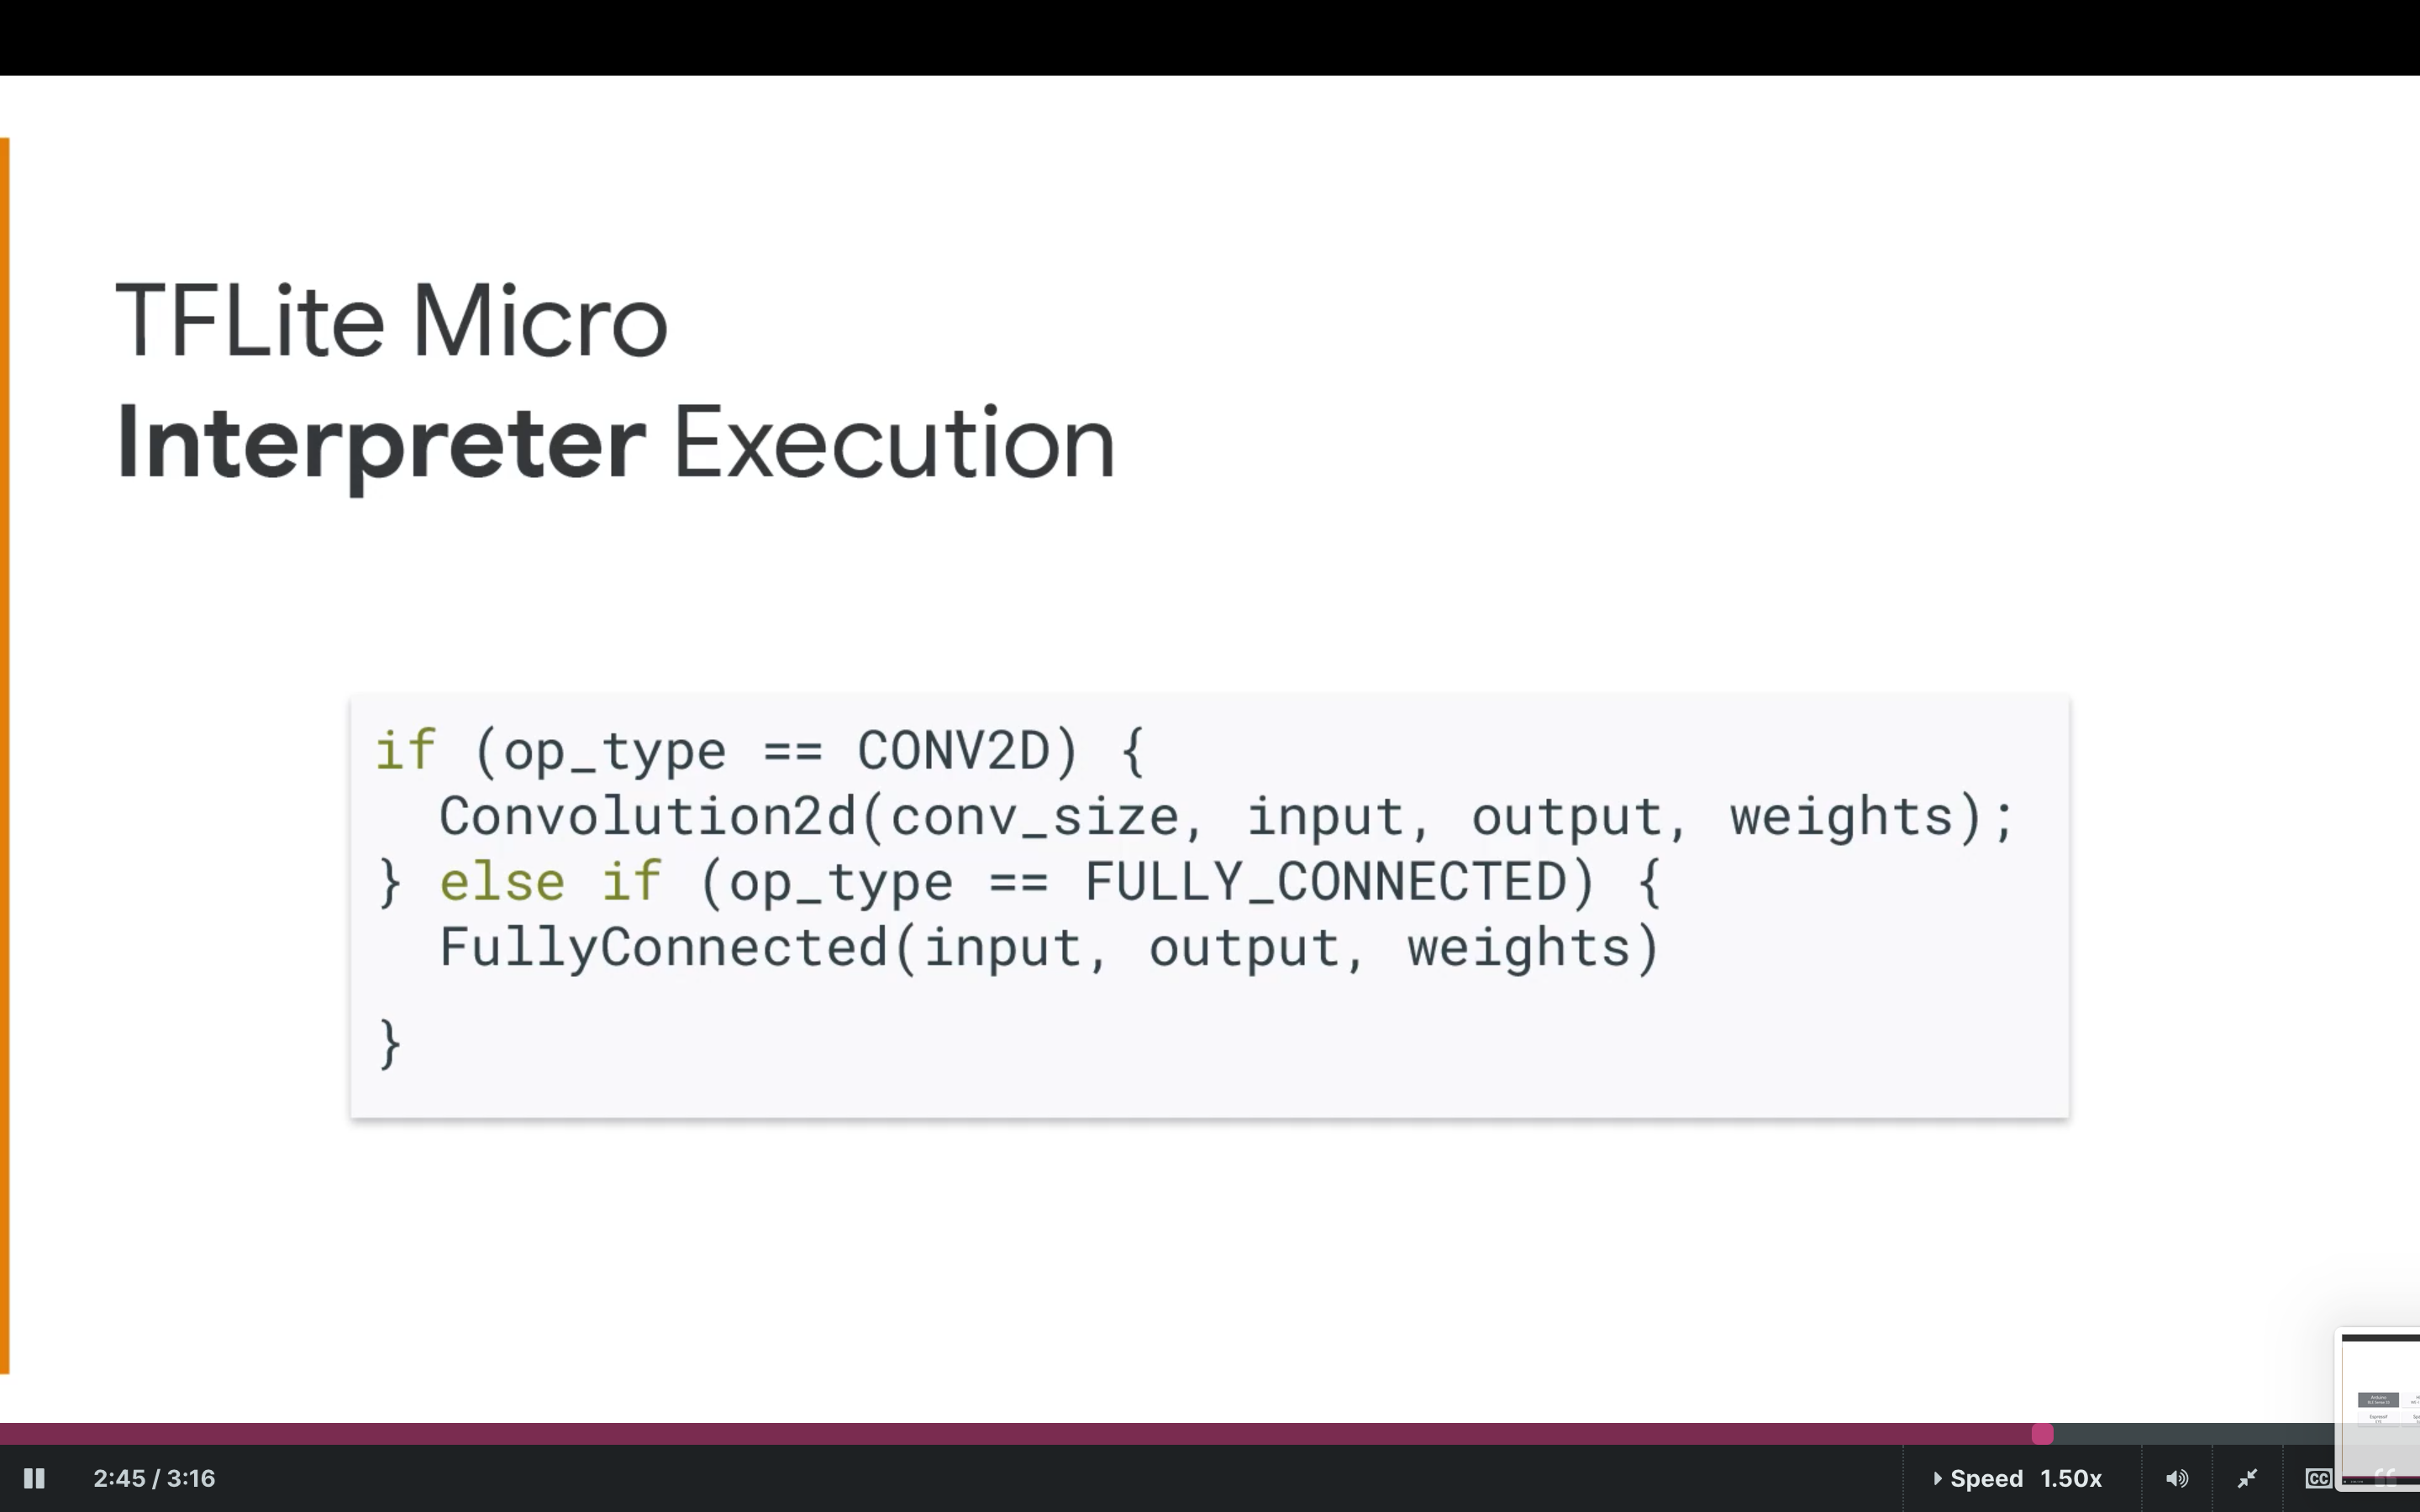 TFLite Micro
Interpreter Execution
if (op_type == CONV2D) {
  Convolution2d(conv_size, input, output, weights);
} else if (op_type == FULLY_CONNECTED) {
  FullyConnected(input, output, weights)
}
2:45 / 3:16
Speed 1.50x
CC